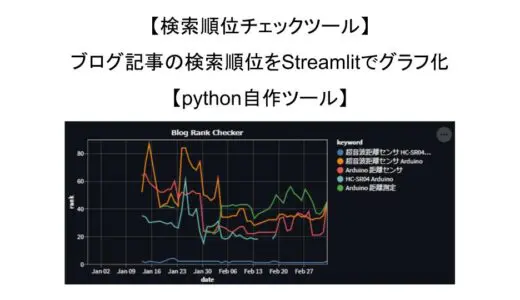 【検索順位チェックツール】
ブログ記事の検索順位をStreamlitでグラフ化
【python自作ツール】
Blog Rank Checker
keyword
超音波距離センサ HC-SR04...
超音波距離センサ Arduino
Arduino 距離センサ
HC-SR04 Arduino
Arduino 距離測定
80
60
40
20
0
rank
Jan 02
Jan 09
Jan 16
Jan 23
Jan 30
Feb 06
Feb 13
Feb 20
Feb 27
date